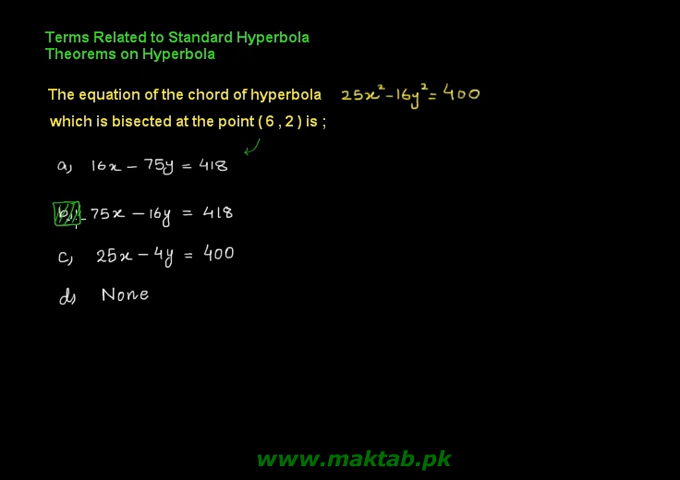 Terms Related to Standard Hyperbola
Theorems on Hyperbola
The equation of the chord of hyperbola 25x² - 16y² = 400
which is bisected at the point ( 6 , 2 ) is ;
a) 16x - 75y = 418
b) 75x - 16y = 418
c) 25x - 4y = 400
d) None
www.maktab.pk